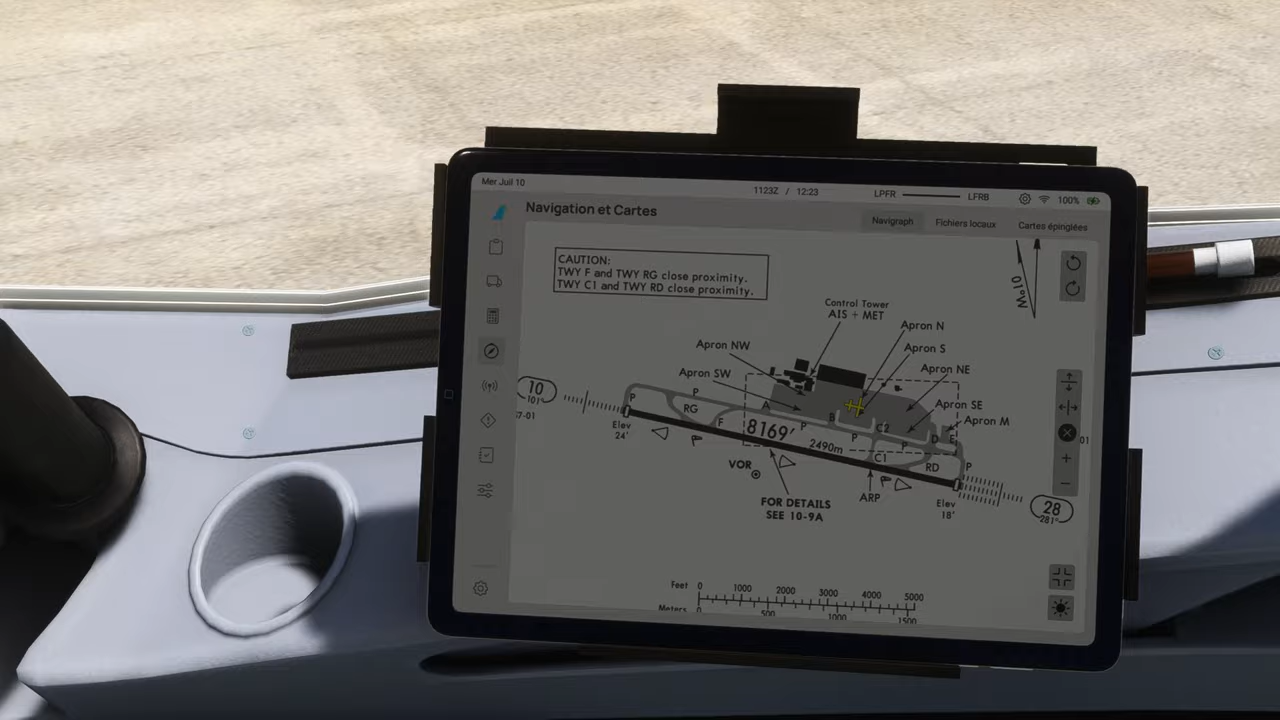 Mer Juil 10
1123Z / 12:23
LPFR
LFRB
100%
Navigation et Cartes
Navigraph
Fichiers locaux
Cartes épinglées
CAUTION:
TWY F and TWY RG close proximity.
TWY C1 and TWY RD close proximity.
01°W
Control Tower
AIS + MET
Apron N
Apron NW
Apron S
Apron SW
Apron NE
Apron SE
Apron M
10
101°
P
P
RG
A
F
P
B
P
C2
P
D
E
C1
RD
P
Elev
24'
8169'
2490m
VOR
FOR DETAILS
SEE 10-9A
ARP
Elev
18'
28
281°
Feet 0 1000 2000 3000 4000 5000
Meters 0 500 1000 1500